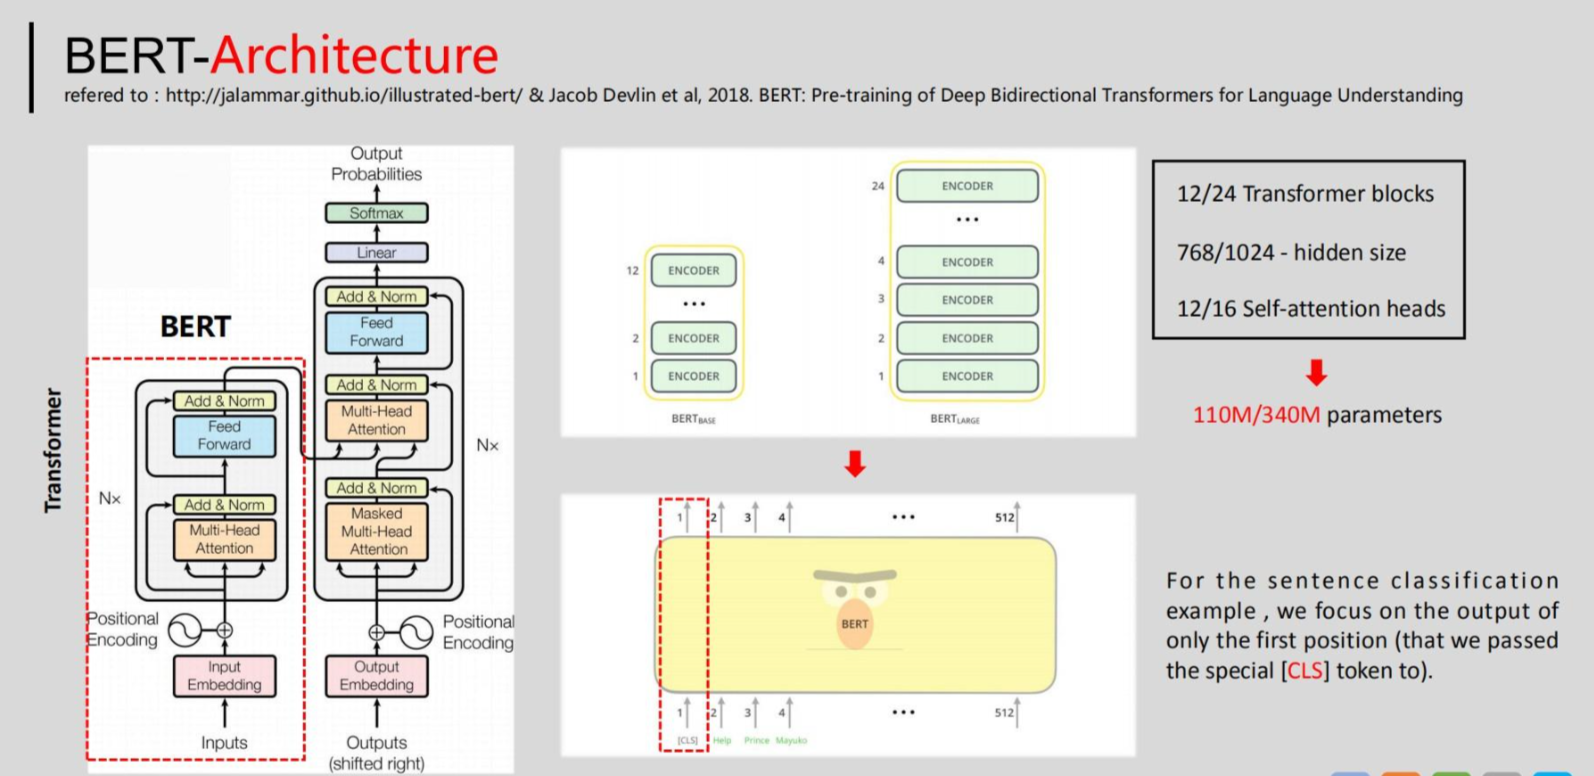 BERT-Architecture
refered to : http://jalammar.github.io/illustrated-bert/ & Jacob Devlin et al, 2018. BERT: Pre-training of Deep Bidirectional Transformers for Language Understanding
Transformer
BERT
Output
Probabilities
Softmax
Linear
Add & Norm
Feed
Forward
Add & Norm
Multi-Head
Attention
Nx
Add & Norm
Masked
Multi-Head
Attention
Positional
Encoding
Output
Embedding
Outputs
(shifted right)
Add & Norm
Feed
Forward
Nx
Add & Norm
Multi-Head
Attention
Positional
Encoding
Input
Embedding
Inputs
12 ENCODER
•••
2 ENCODER
1 ENCODER
BERTBASE
24 ENCODER
•••
4 ENCODER
3 ENCODER
2 ENCODER
1 ENCODER
BERTLARGE
1 2 3 4 ••• 512
BERT
1 2 3 4 ••• 512
[CLS] Help Prince Mayuko
12/24 Transformer blocks
768/1024 - hidden size
12/16 Self-attention heads
110M/340M parameters
For the sentence classification
example , we focus on the output of
only the first position (that we passed
the special [CLS] token to).